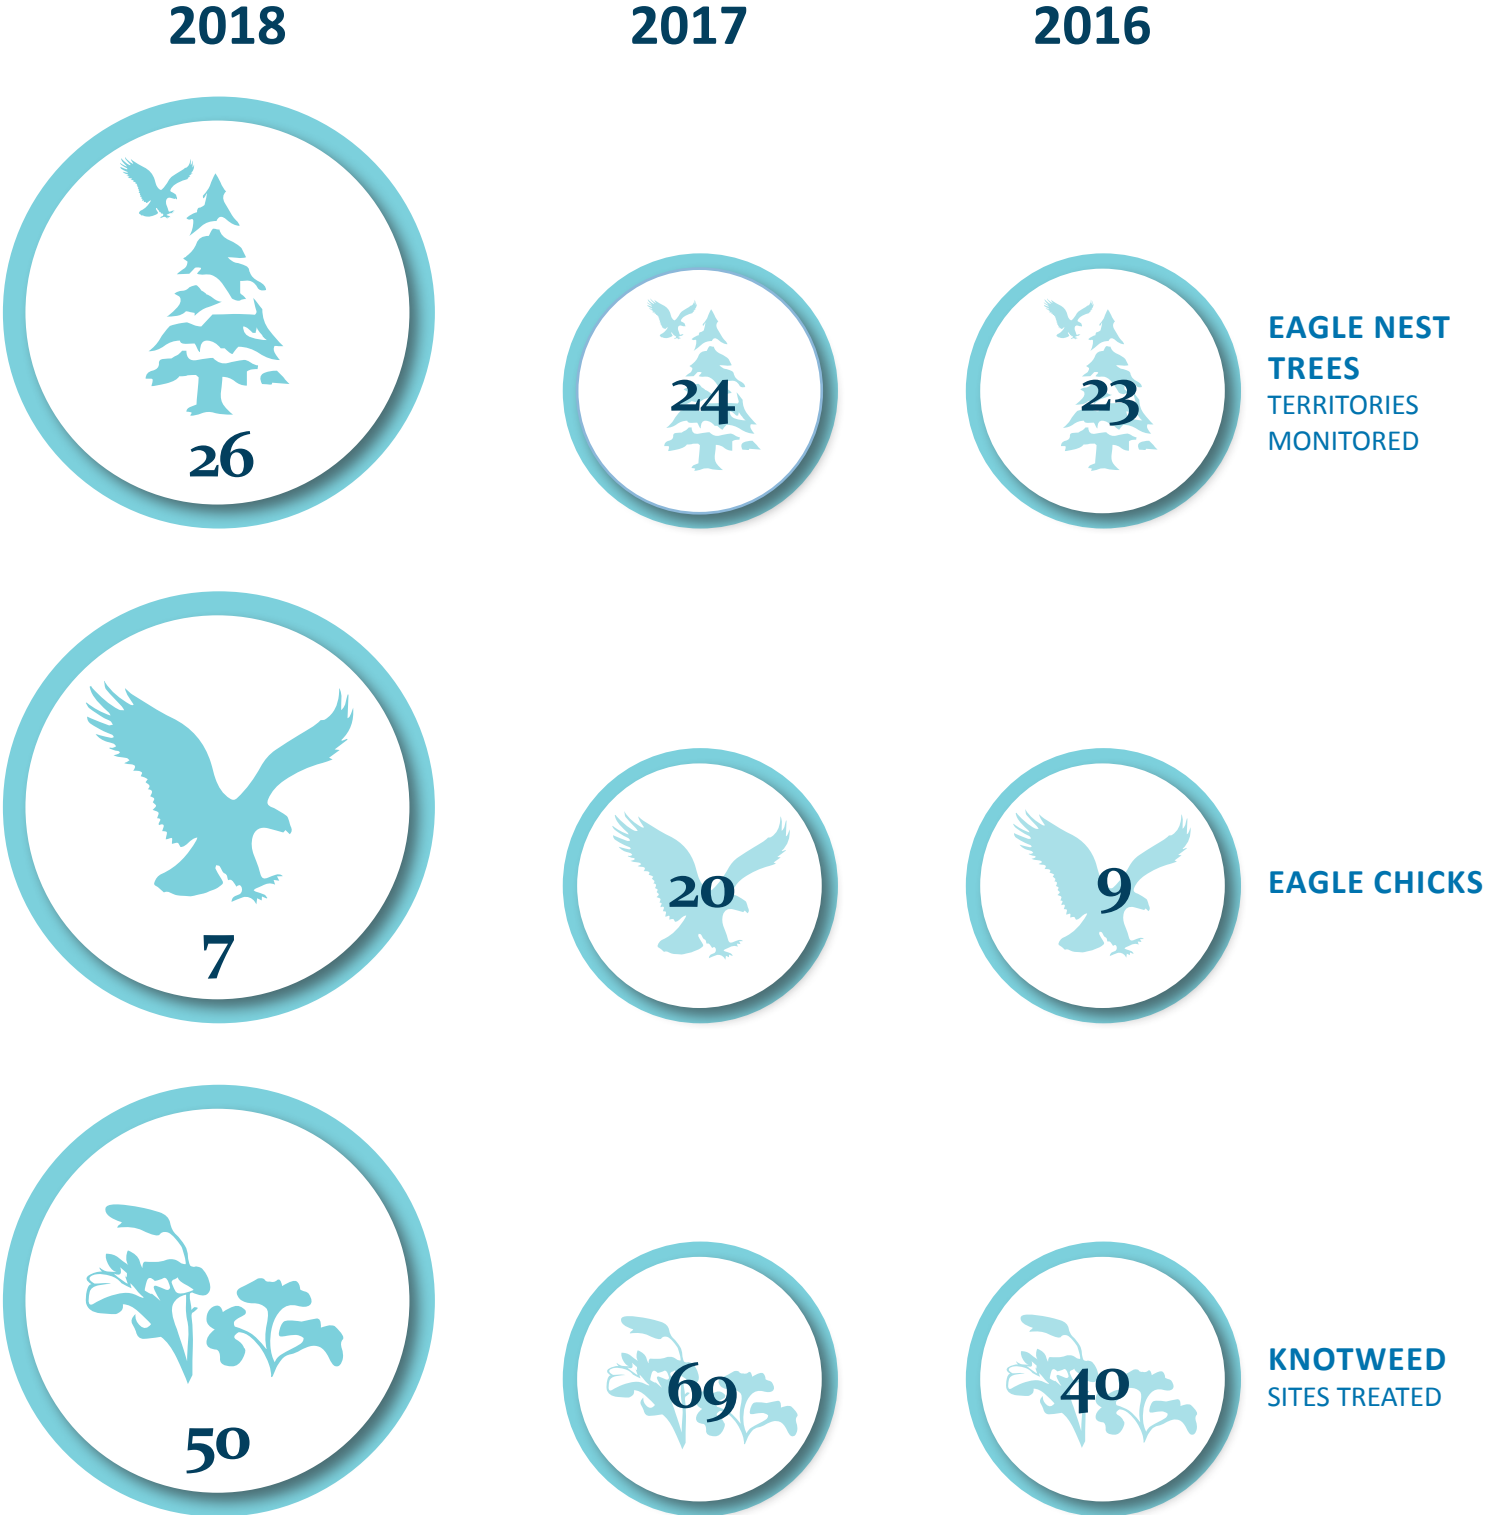 2018 2017 2016
26 24 23
EAGLE NEST
TREES
TERRITORIES
MONITORED
7 20 9
EAGLE CHICKS
50 69 40
KNOTWEED
SITES TREATED